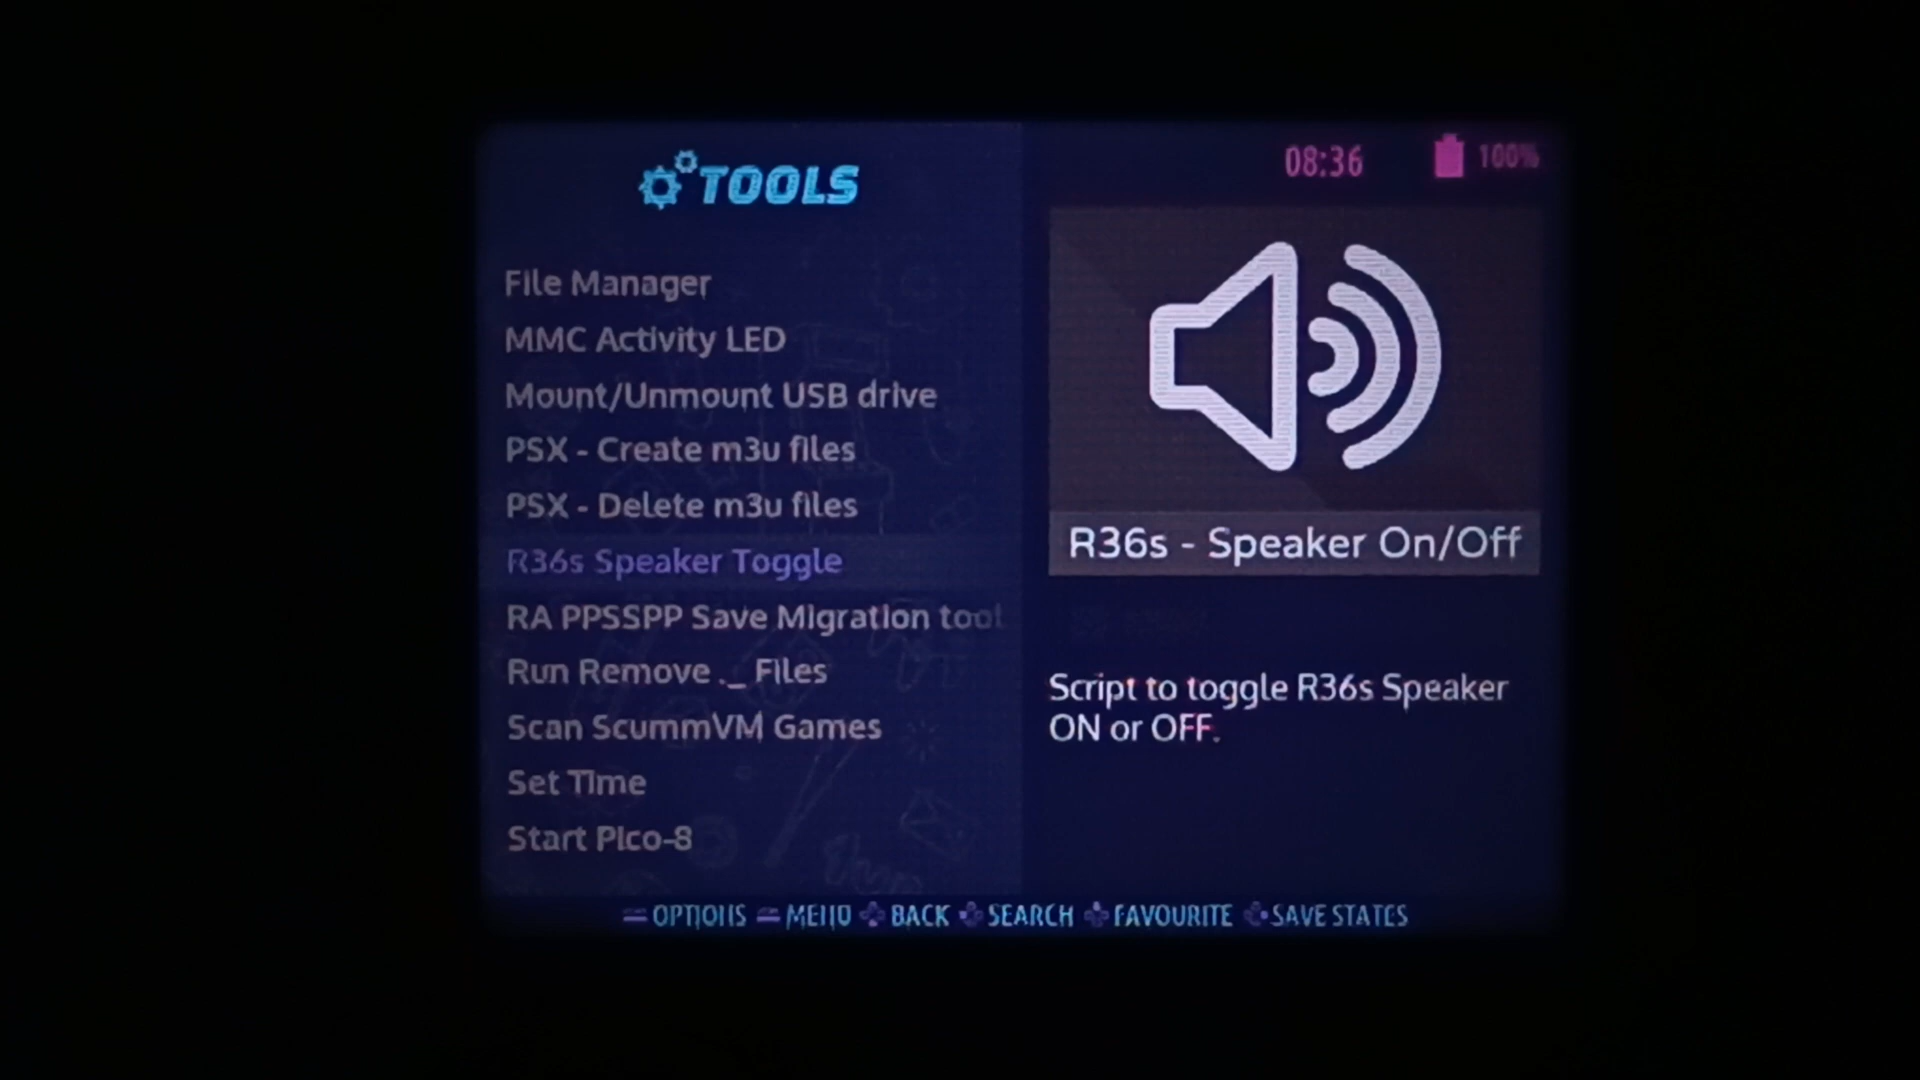 TOOLS
08:36
100%
File Manager
MMC Activity LED
Mount/Unmount USB drive
PSX - Create m3u files
PSX - Delete m3u files
R36s Speaker Toggle
RA PPSSPP Save Migration tool
Run Remove ._ Files
Scan ScummVM Games
Set Time
Start Pico-8
R36s - Speaker On/Off
Script to toggle R36s Speaker
ON or OFF.
OPTIONS MENU BACK SEARCH FAVOURITE SAVE STATES